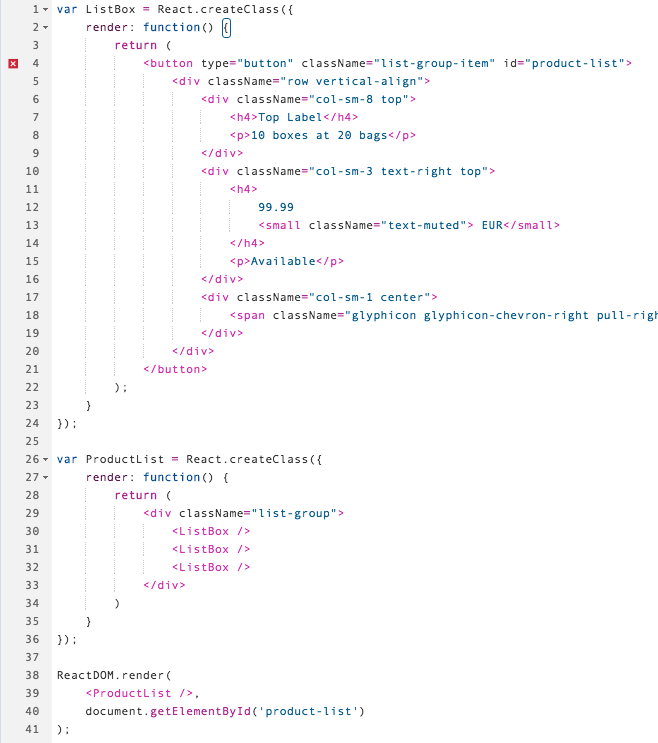 1 var ListBox = React.createClass({
2     render: function() {
3         return (
4             <button type="button" className="list-group-item" id="product-list">
5                 <div className="row vertical-align">
6                     <div className="col-sm-8 top">
7                         <h4>Top Label</h4>
8                         <p>10 boxes at 20 bags</p>
9                     </div>
10                     <div className="col-sm-3 text-right top">
11                         <h4>
12                             99.99
13                             <small className="text-muted"> EUR</small>
14                         </h4>
15                         <p>Available</p>
16                     </div>
17                     <div className="col-sm-1 center">
18                         <span className="glyphicon glyphicon-chevron-right pull-righ
19                     </div>
20                 </div>
21             </button>
22         );
23     }
24 });
25
26 var ProductList = React.createClass({
27     render: function() {
28         return (
29             <div className="list-group">
30                 <ListBox />
31                 <ListBox />
32                 <ListBox />
33             </div>
34         )
35     }
36 });
37
38 ReactDOM.render(
39     <ProductList />,
40     document.getElementById('product-list')
41 );